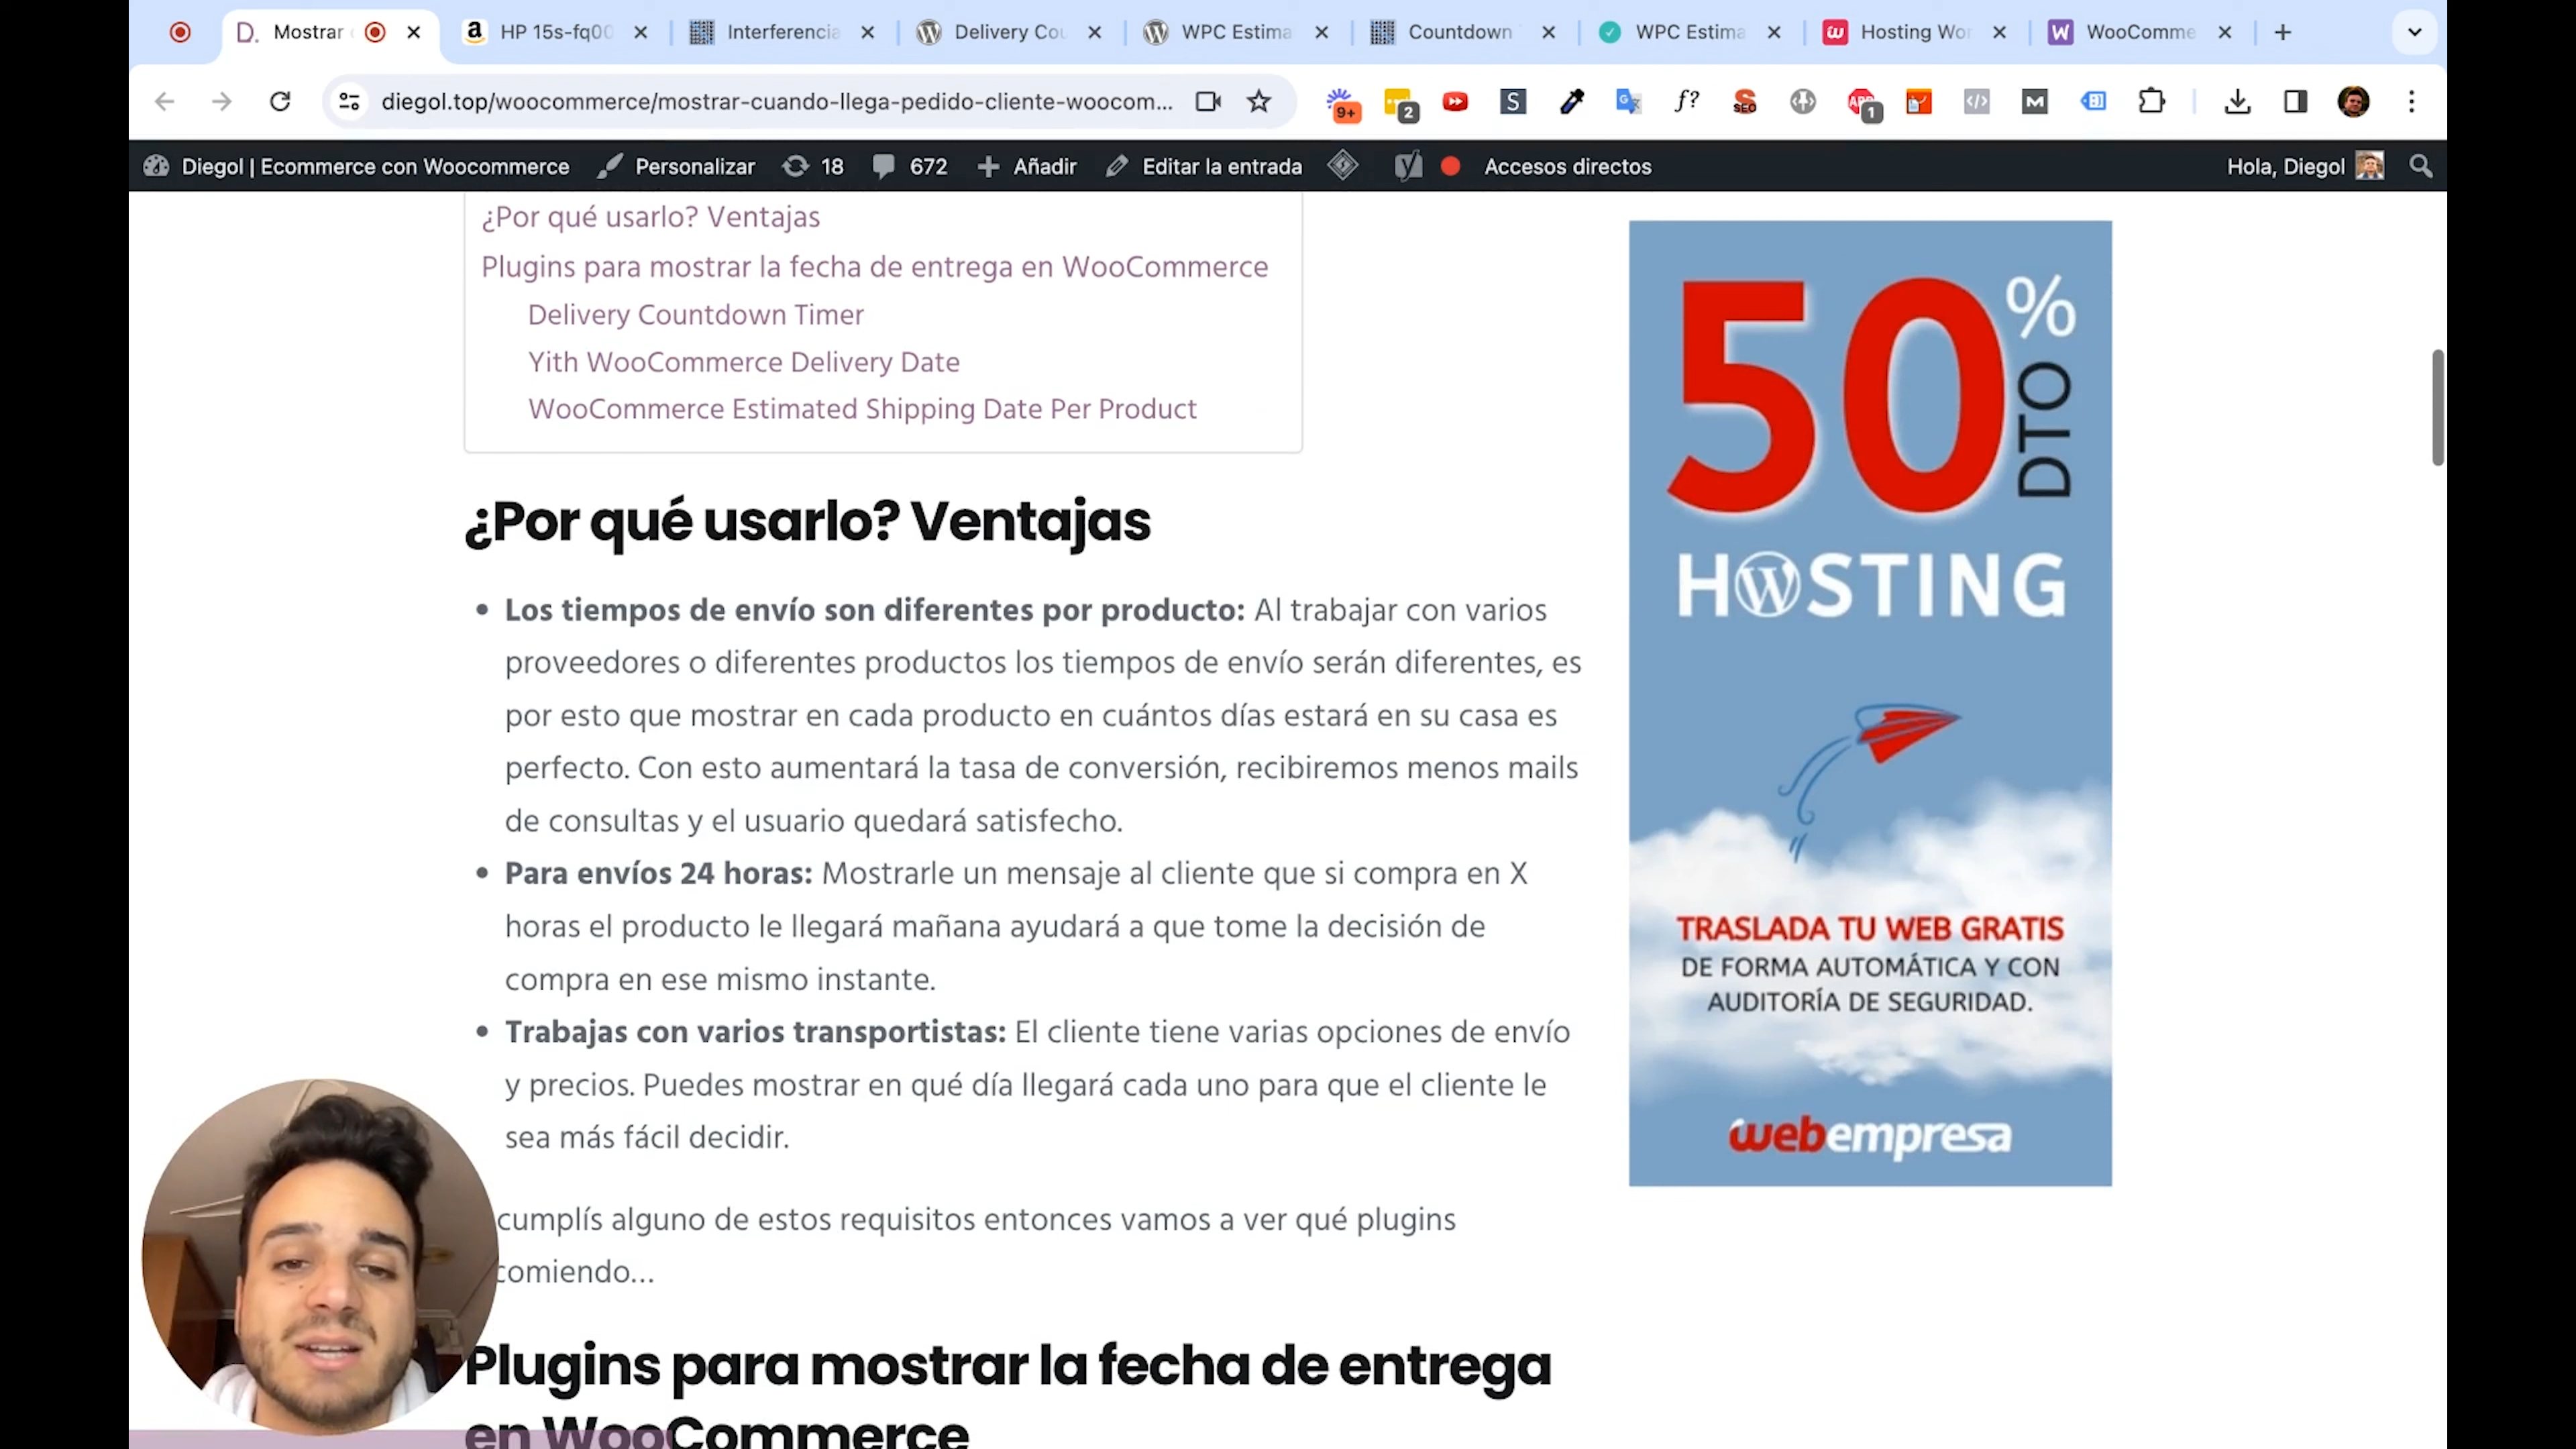 Mostrar
HP 15s-fq00
Interferencia
Delivery Cou
WPC Estima
Countdown
WPC Estima
Hosting Wor
WooComme
diegol.top/woocommerce/mostrar-cuando-llega-pedido-cliente-woocom...
9+
2
S
f?
SEO
ABP
1
</>
M
Diegol | Ecommerce con Woocommerce
Personalizar
18
672
Añadir
Editar la entrada
Accesos directos
Hola, Diegol
¿Por qué usarlo? Ventajas
Plugins para mostrar la fecha de entrega en WooCommerce
Delivery Countdown Timer
Yith WooCommerce Delivery Date
WooCommerce Estimated Shipping Date Per Product
¿Por qué usarlo? Ventajas
Los tiempos de envío son diferentes por producto: Al trabajar con varios
proveedores o diferentes productos los tiempos de envío serán diferentes, es
por esto que mostrar en cada producto en cuántos días estará en su casa es
perfecto. Con esto aumentará la tasa de conversión, recibiremos menos mails
de consultas y el usuario quedará satisfecho.
Para envíos 24 horas: Mostrarle un mensaje al cliente que si compra en X
horas el producto le llegará mañana ayudará a que tome la decisión de
compra en ese mismo instante.
Trabajas con varios transportistas: El cliente tiene varias opciones de envío
y precios. Puedes mostrar en qué día llegará cada uno para que el cliente le
sea más fácil decidir.
cumplís alguno de estos requisitos entonces vamos a ver qué plugins
comiendo...
Plugins para mostrar la fecha de entrega
en WooCommerce
50%
DTO
HOSTING
TRASLADA TU WEB GRATIS
DE FORMA AUTOMÁTICA Y CON
AUDITORÍA DE SEGURIDAD.
webempresa